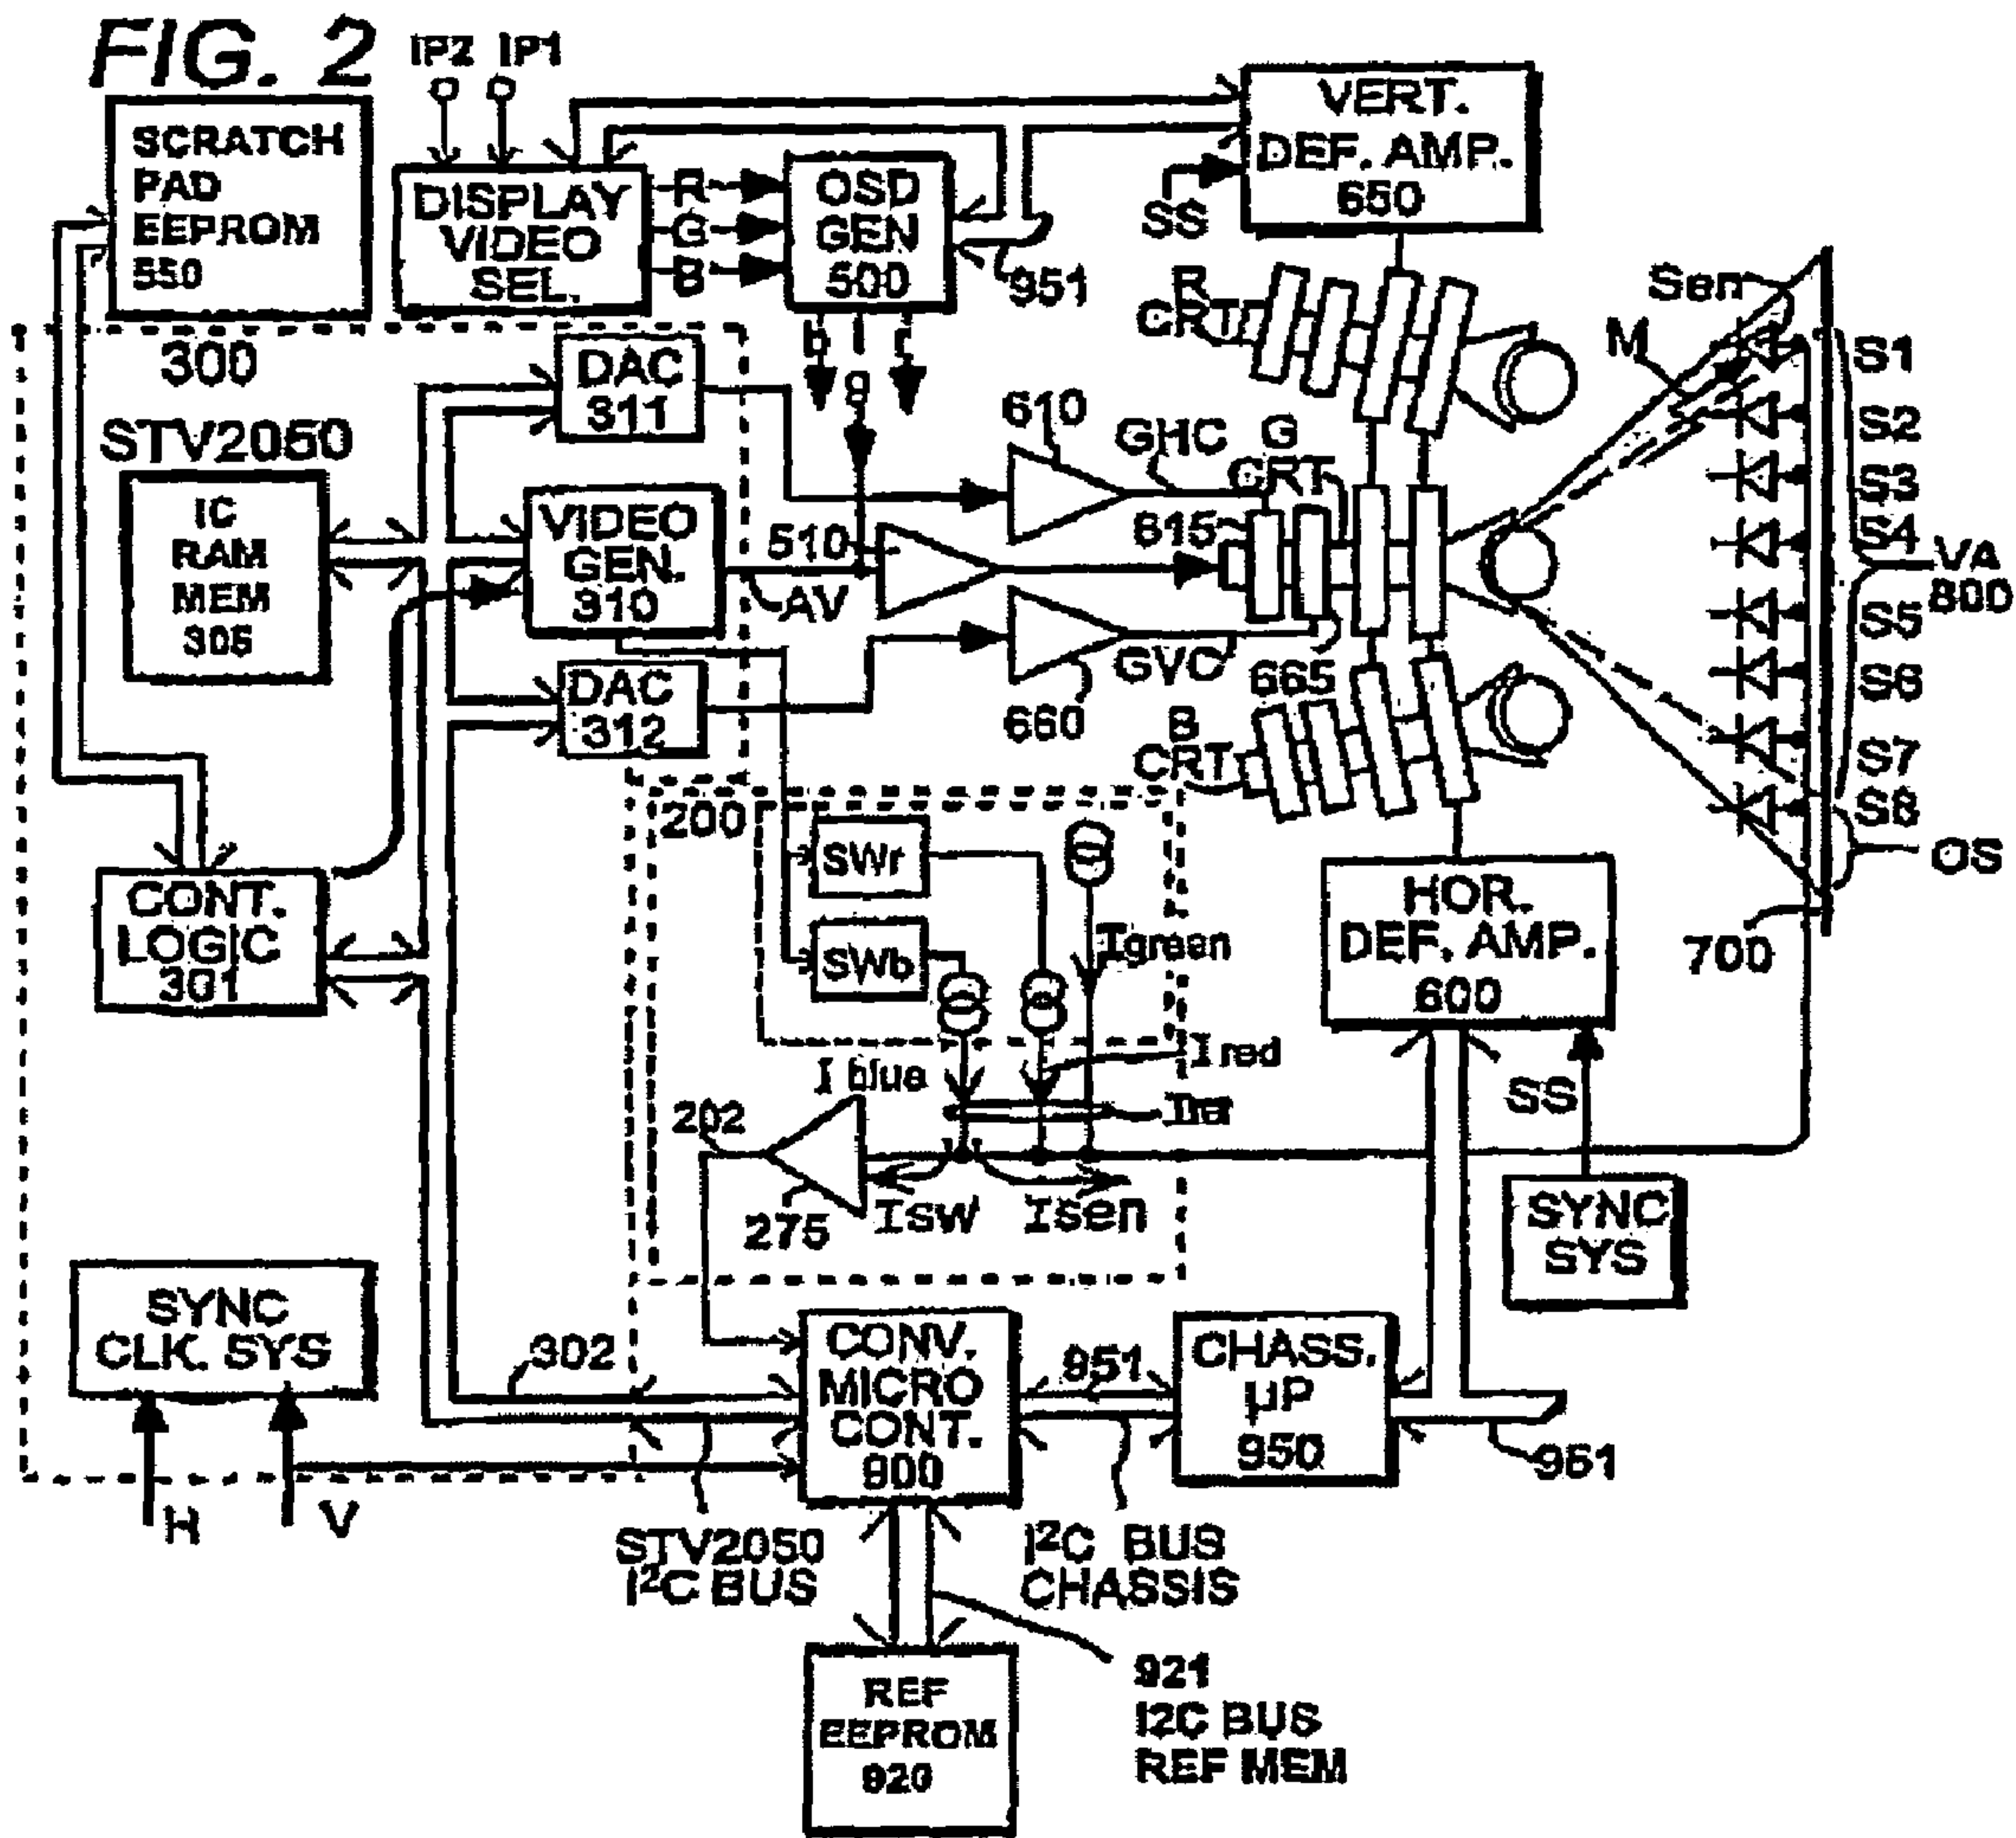 FIG. 2
IP2 IP1
SCRATCH
PAD
EEPROM
550
DISPLAY
VIDEO
SEL.
R
G
B
OSD
GEN
500
951
VERT.
DEF. AMP.
650
SS
300
STV2050
IC
RAM
MEM
305
DAC
311
VIDEO
GEN.
310
DAC
312
b
g
r
510
AV
610
GHC
GVC
660
615
665
R
CRT
G
CRT
B
CRT
Sen
M
S1
S2
S3
S4
S5
S6
S7
S8
VA
800
OS
700
CONT.
LOGIC
301
200
SWr
SWb
Igreen
I red
I blue
202
275
Isw
Isen
HOR.
DEF. AMP.
600
SS
SYNC
SYS
SYNC
CLK. SYS
H
V
302
CONV.
MICRO
CONT.
900
951
CHASS.
μP
950
951
STV2050
I²C BUS
I²C BUS
CHASSIS
REF
EEPROM
920
921
I2C BUS
REF MEM